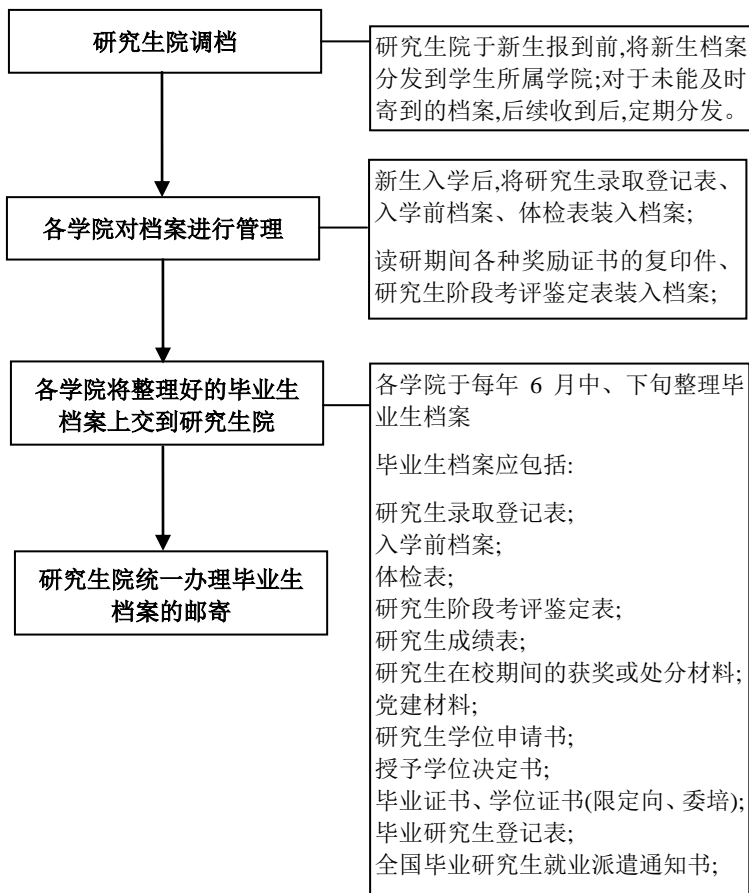 研究生院调档
研究生院于新生报到前,将新生档案
分发到学生所属学院;对于未能及时
寄到的档案,后续收到后,定期分发。
各学院对档案进行管理
新生入学后,将研究生录取登记表、
入学前档案、体检表装入档案;
读研期间各种奖励证书的复印件、
研究生阶段考评鉴定表装入档案;
各学院将整理好的毕业生
档案上交到研究生院
各学院于每年 6 月中、下旬整理毕
业生档案
毕业生档案应包括:
研究生录取登记表;
入学前档案;
体检表;
研究生阶段考评鉴定表;
研究生成绩表;
研究生在校期间的获奖或处分材料;
党建材料;
研究生学位申请书;
授予学位决定书;
毕业证书、学位证书(限定向、委培);
毕业研究生登记表;
全国毕业研究生就业派遣通知书;
研究生院统一办理毕业生
档案的邮寄